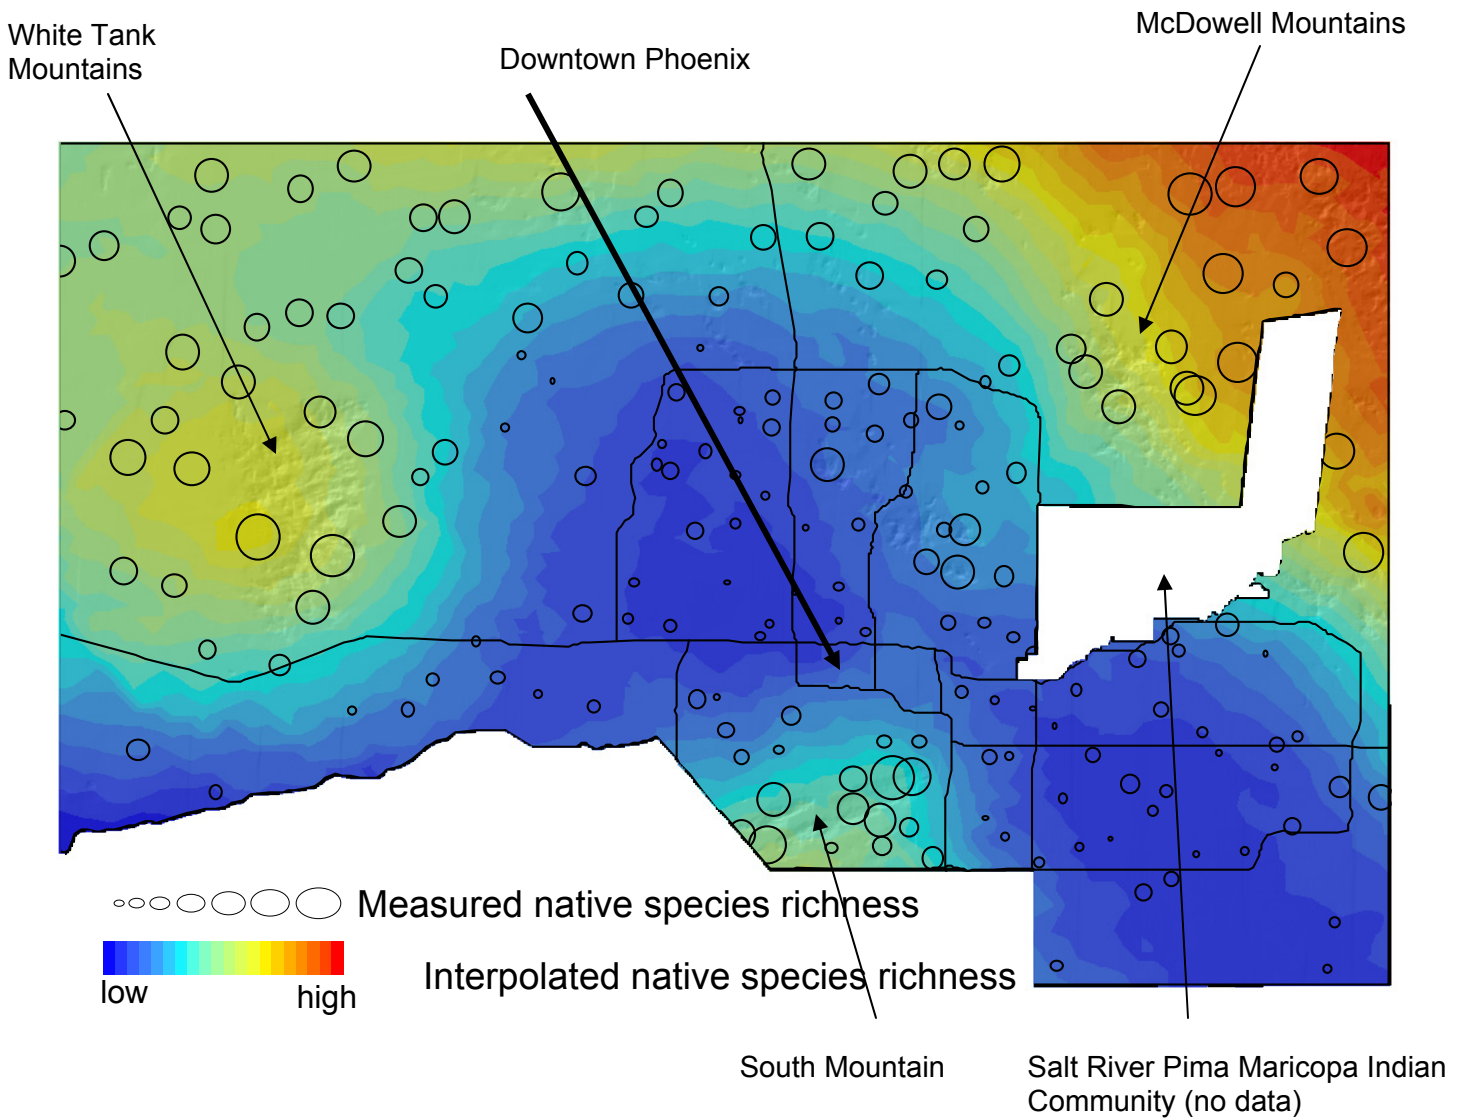 White Tank
Mountains
Downtown Phoenix
McDowell Mountains
Measured native species richness
Interpolated native species richness
low
high
South Mountain
Salt River Pima Maricopa Indian
Community (no data)